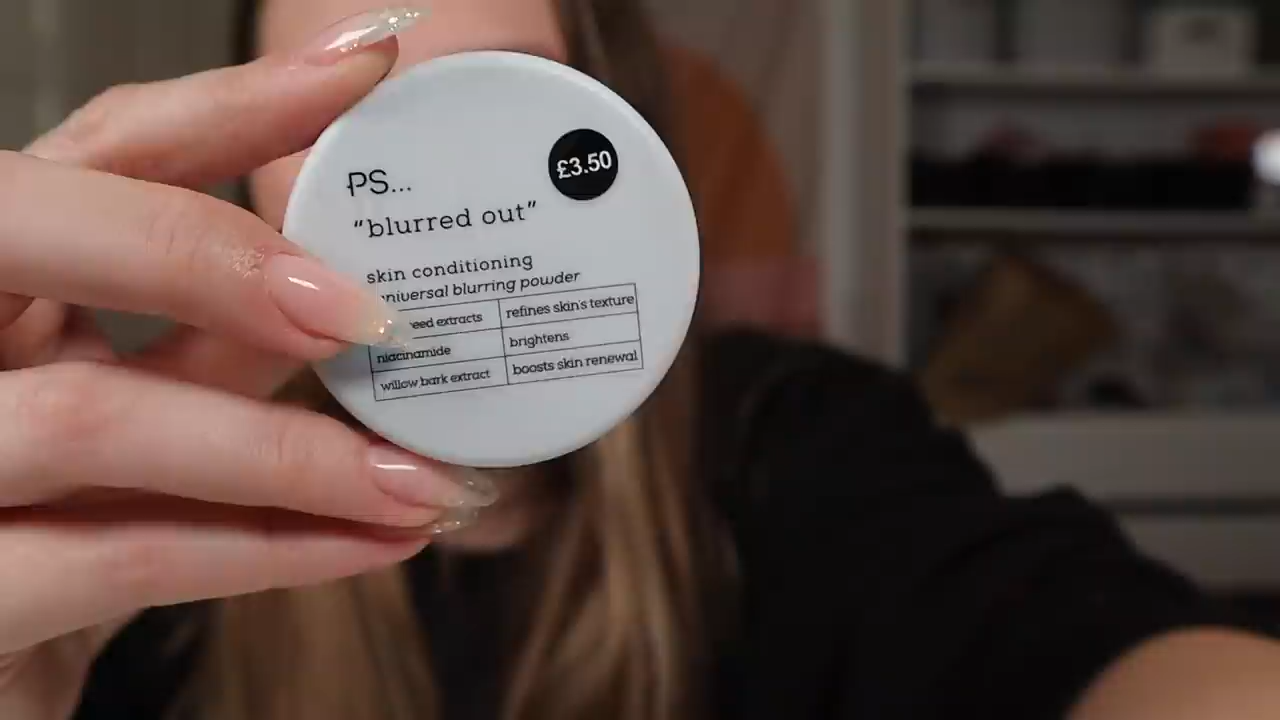 PS...
£3.50
"blurred out"
skin conditioning
universal blurring powder
extracts refines skin's texture
niacinamide brightens
willow bark extract boosts skin renewal